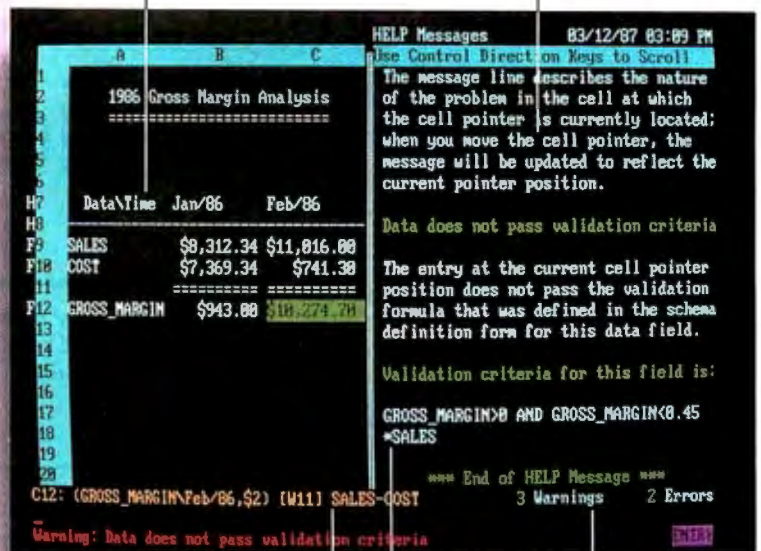 HELP Messages 03/12/87 03:09 PM
A B C
Use Control Direction Keys to Scroll
1
2 1986 Gross Margin Analysis
3 ============================
4
5
6
H7 Data\Time Jan/86 Feb/86
H8
F9 SALES $8,312.34 $11,016.00
F10 COST $7,369.34 $741.30
11 ========== ==========
F12 GROSS_MARGIN $943.00 $10,274.70
13
14
15
16
17
18
19
20
The message line describes the nature
of the problem in the cell at which
the cell pointer is currently located;
when you move the cell pointer, the
message will be updated to reflect the
current pointer position.
Data does not pass validation criteria
The entry at the current cell pointer
position does not pass the validation
formula that was defined in the schema
definition form for this data field.
Validation criteria for this field is:
GROSS_MARGIN>0 AND GROSS_MARGIN<0.45
*SALES
*** End of HELP Message ***
C12: (GROSS_MARGIN\Feb/86,$2) [W11] SALES-COST 3 Warnings 2 Errors
Warning: Data does not pass validation criteria ENTRY